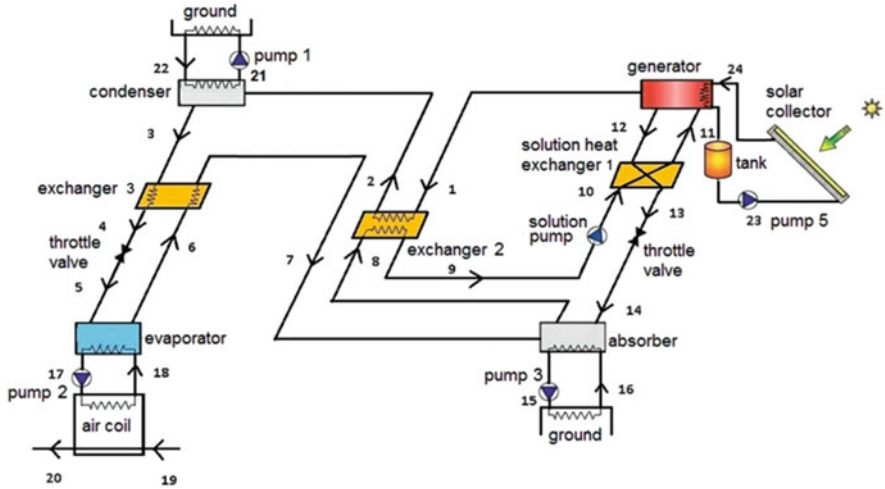 ground
pump 1
22
21
condenser
generator
24
solar
collector
3
12
11
solution heat
exchanger 1
tank
exchanger 3
2
1
10
4
13
23
pump 5
throttle
valve
6
solution
pump
exchanger 2
throttle
valve
7
8
9
5
14
evaporator
absorber
17
18
pump 2
pump 3
15
16
air coil
ground
20
19